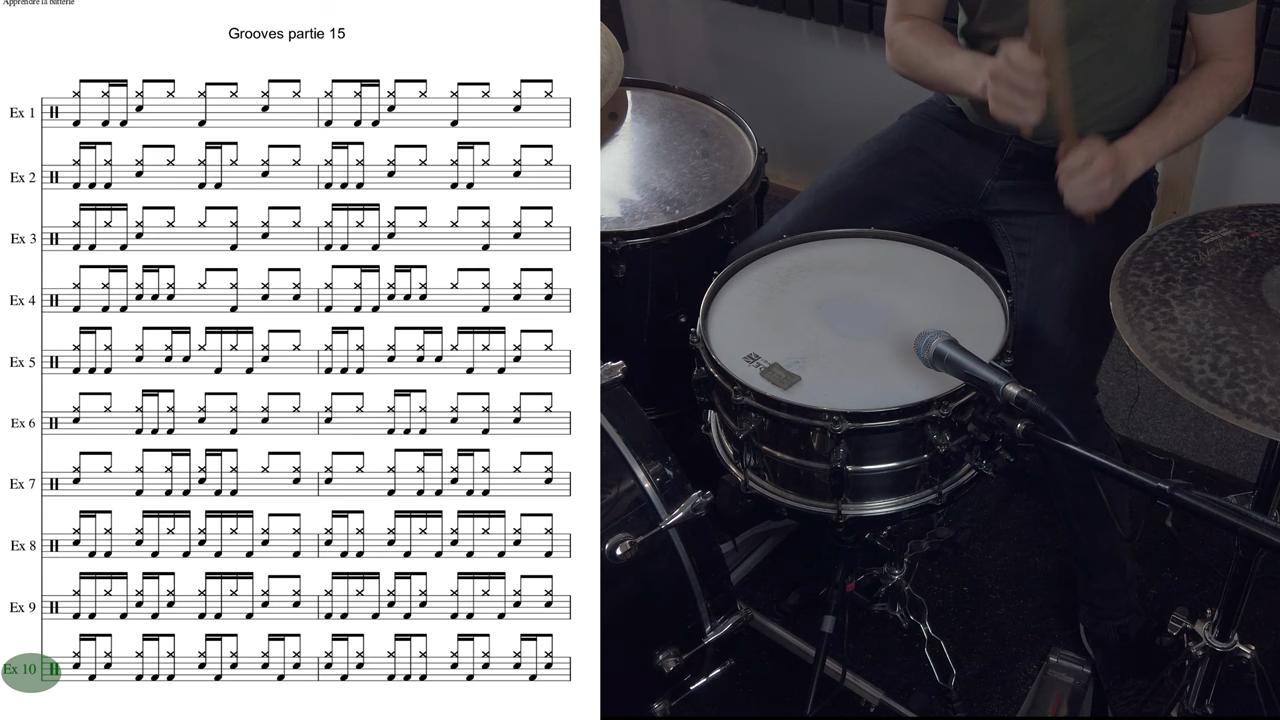 Apprendre la batterie
Grooves partie 15
Ex 1
Ex 2
Ex 3
Ex 4
Ex 5
Ex 6
Ex 7
Ex 8
Ex 9
Ex 10